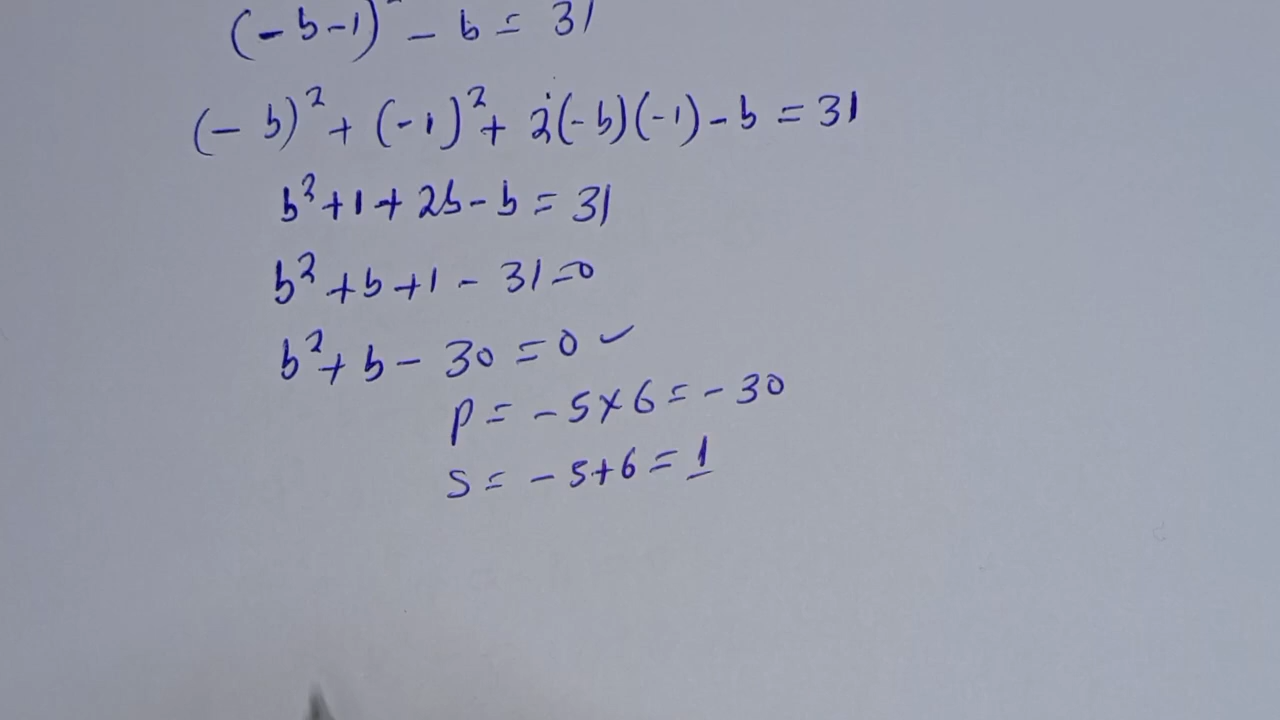 (-b-1)² - b = 31
(-b)² + (-1)² + 2(-b)(-1) - b = 31
b² + 1 + 2b - b = 31
b² + b + 1 - 31 = 0
b² + b - 30 = 0 ✓
P = -5 × 6 = -30
S = -5 + 6 = 1